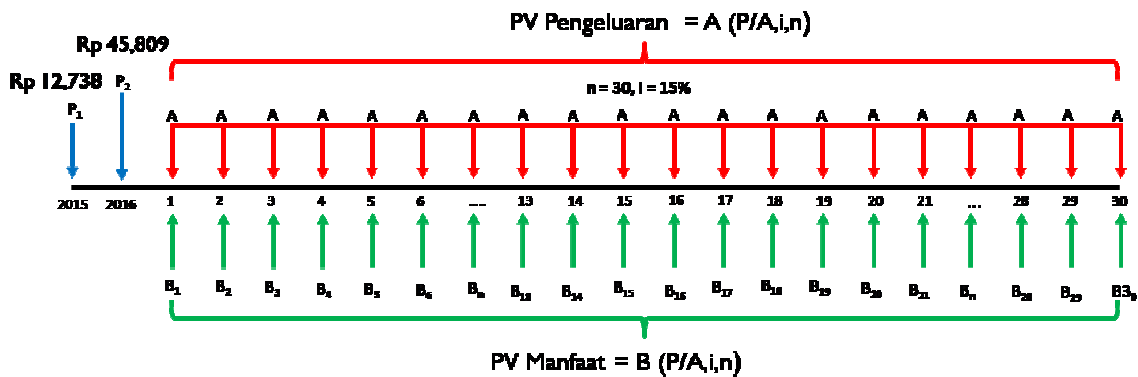 PV Pengeluaran = A (P/A,i,n)
Rp 45,809
Rp 12,738 P2
n = 30, i = 15%
P1
A A A A A A A A A A A A A A A A A A A A
2015 2016 1 2 3 4 5 6 .... 13 14 15 16 17 18 19 20 21 ... 28 29 30
B1 B2 B3 B4 B5 B6 Bn B13 B14 B15 B16 B17 B18 B19 B20 B21 Bn B28 B29 B30
PV Manfaat = B (P/A,i,n)